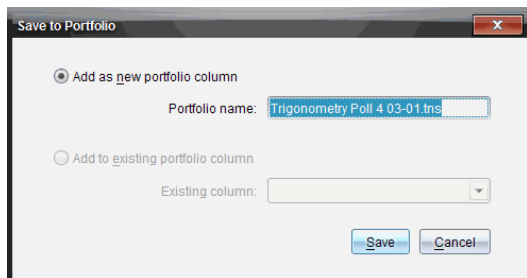 Save to Portfolio
Add as new portfolio column
Portfolio name: Trigonometry Poll 4 03-01.tns
Add to existing portfolio column
Existing column:
Save Cancel